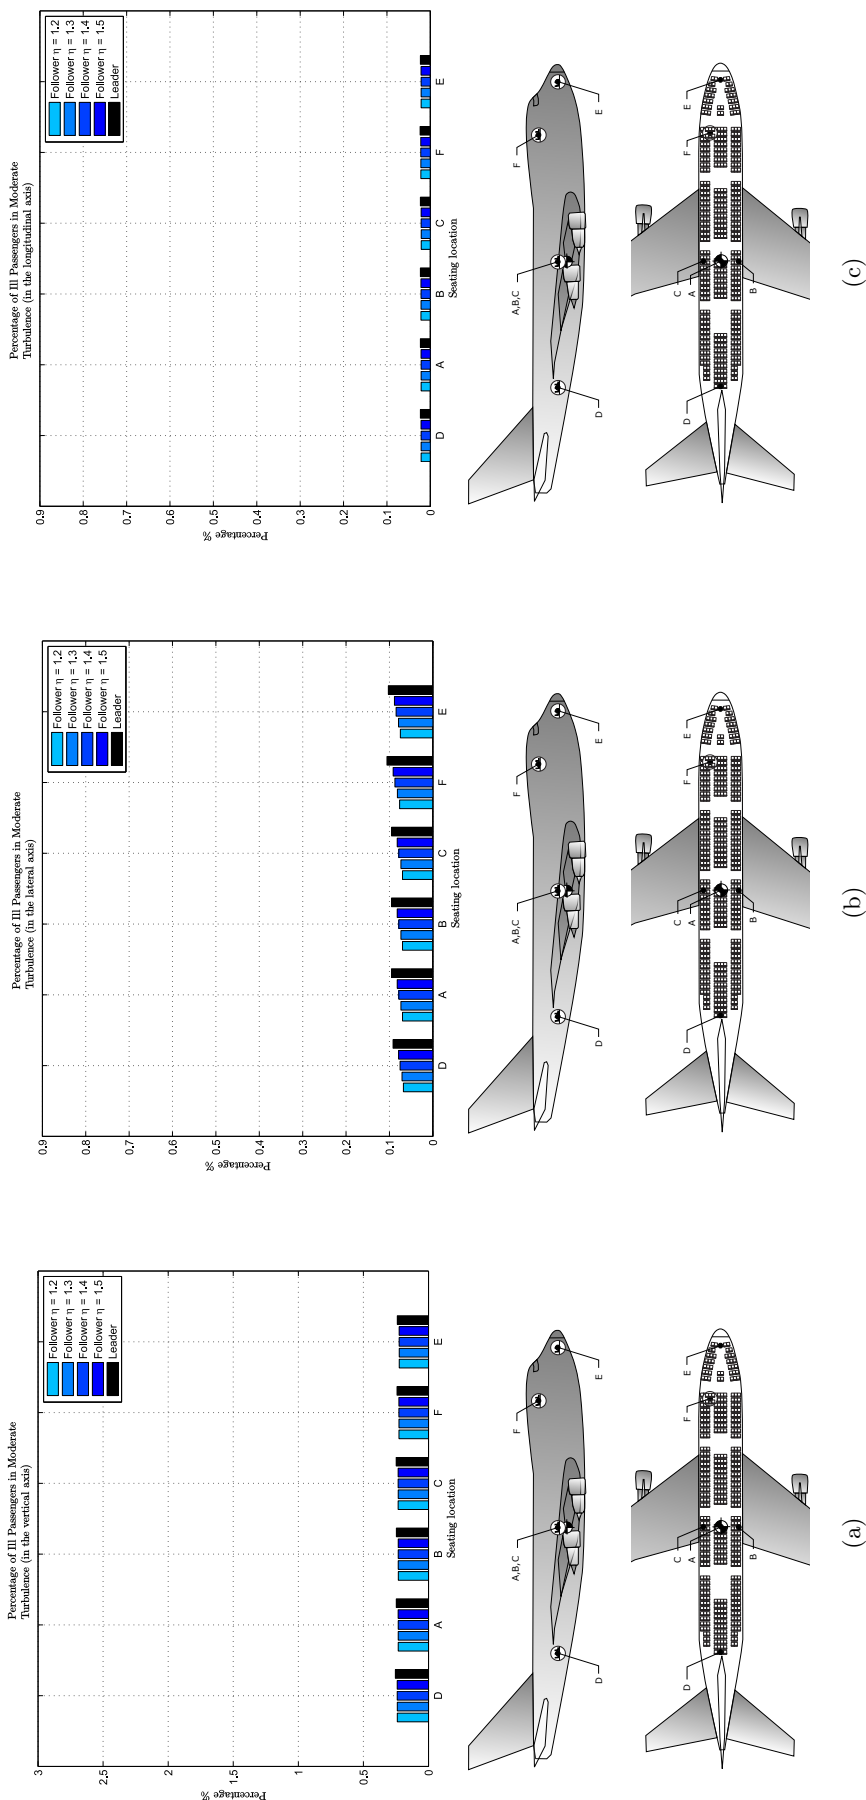 Percentage of Ill Passengers in Moderate
Turbulence (in the vertical axis)
Follower η = 1.2
Follower η = 1.3
Follower η = 1.4
Follower η = 1.5
Leader
3
2.5
2
1.5
1
0.5
0
Percentage %
D A B C F E
Seating location
A,B,C
F
D
E
E
F
C
A
B
D
(a)
Percentage of Ill Passengers in Moderate
Turbulence (in the lateral axis)
Follower η = 1.2
Follower η = 1.3
Follower η = 1.4
Follower η = 1.5
Leader
0.9
0.8
0.7
0.6
0.5
0.4
0.3
0.2
0.1
0
Percentage %
D A B C F E
Seating location
A,B,C
F
D
E
E
F
C
A
B
D
(b)
Percentage of Ill Passengers in Moderate
Turbulence (in the longitudinal axis)
Follower η = 1.2
Follower η = 1.3
Follower η = 1.4
Follower η = 1.5
Leader
0.9
0.8
0.7
0.6
0.5
0.4
0.3
0.2
0.1
0
Percentage %
D A B C F E
Seating location
A,B,C
F
D
E
E
F
C
A
B
D
(c)